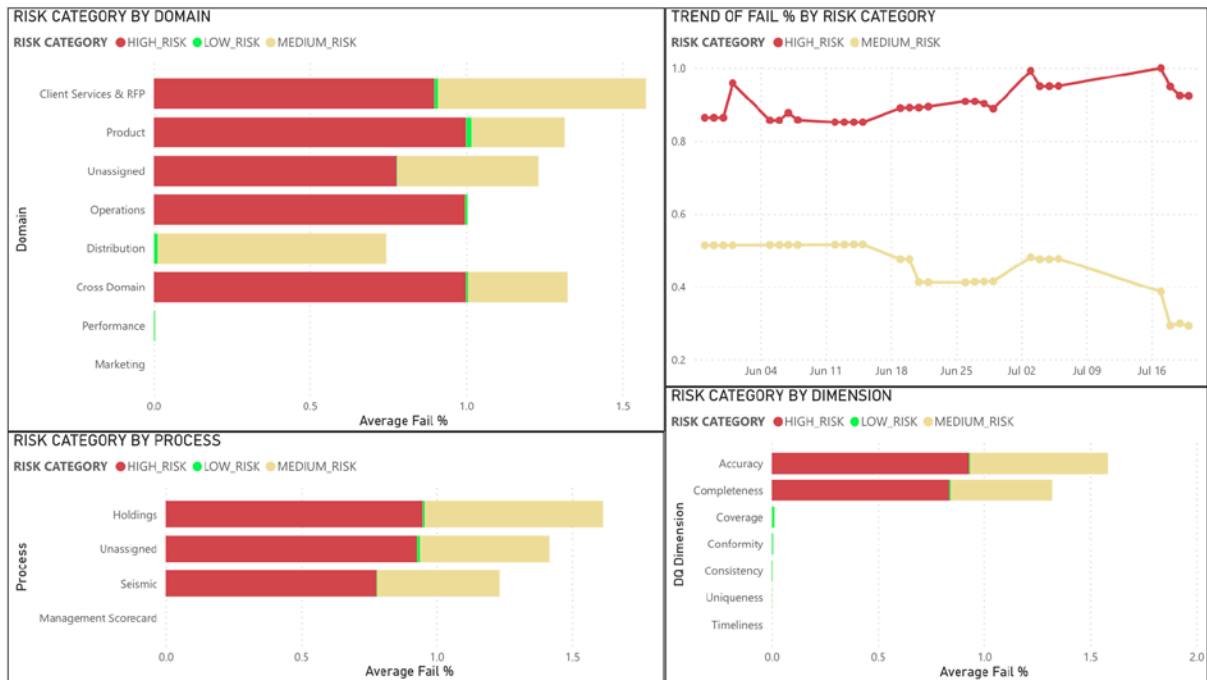 RISK CATEGORY BY DOMAIN
RISK CATEGORY HIGH_RISK LOW_RISK MEDIUM_RISK
Domain
Client Services & RFP
Product
Unassigned
Operations
Distribution
Cross Domain
Performance
Marketing
0.0 0.5 1.0 1.5
Average Fail %
TREND OF FAIL % BY RISK CATEGORY
RISK CATEGORY HIGH_RISK MEDIUM_RISK
1.0
0.8
0.6
0.4
0.2
Jun 04 Jun 11 Jun 18 Jun 25 Jul 02 Jul 09 Jul 16
RISK CATEGORY BY PROCESS
RISK CATEGORY HIGH_RISK LOW_RISK MEDIUM_RISK
Process
Holdings
Unassigned
Seismic
Management Scorecard
0.0 0.5 1.0 1.5
Average Fail %
RISK CATEGORY BY DIMENSION
RISK CATEGORY HIGH_RISK LOW_RISK MEDIUM_RISK
DQ Dimension
Accuracy
Completeness
Coverage
Conformity
Consistency
Uniqueness
Timeliness
0.0 0.5 1.0 1.5 2.0
Average Fail %